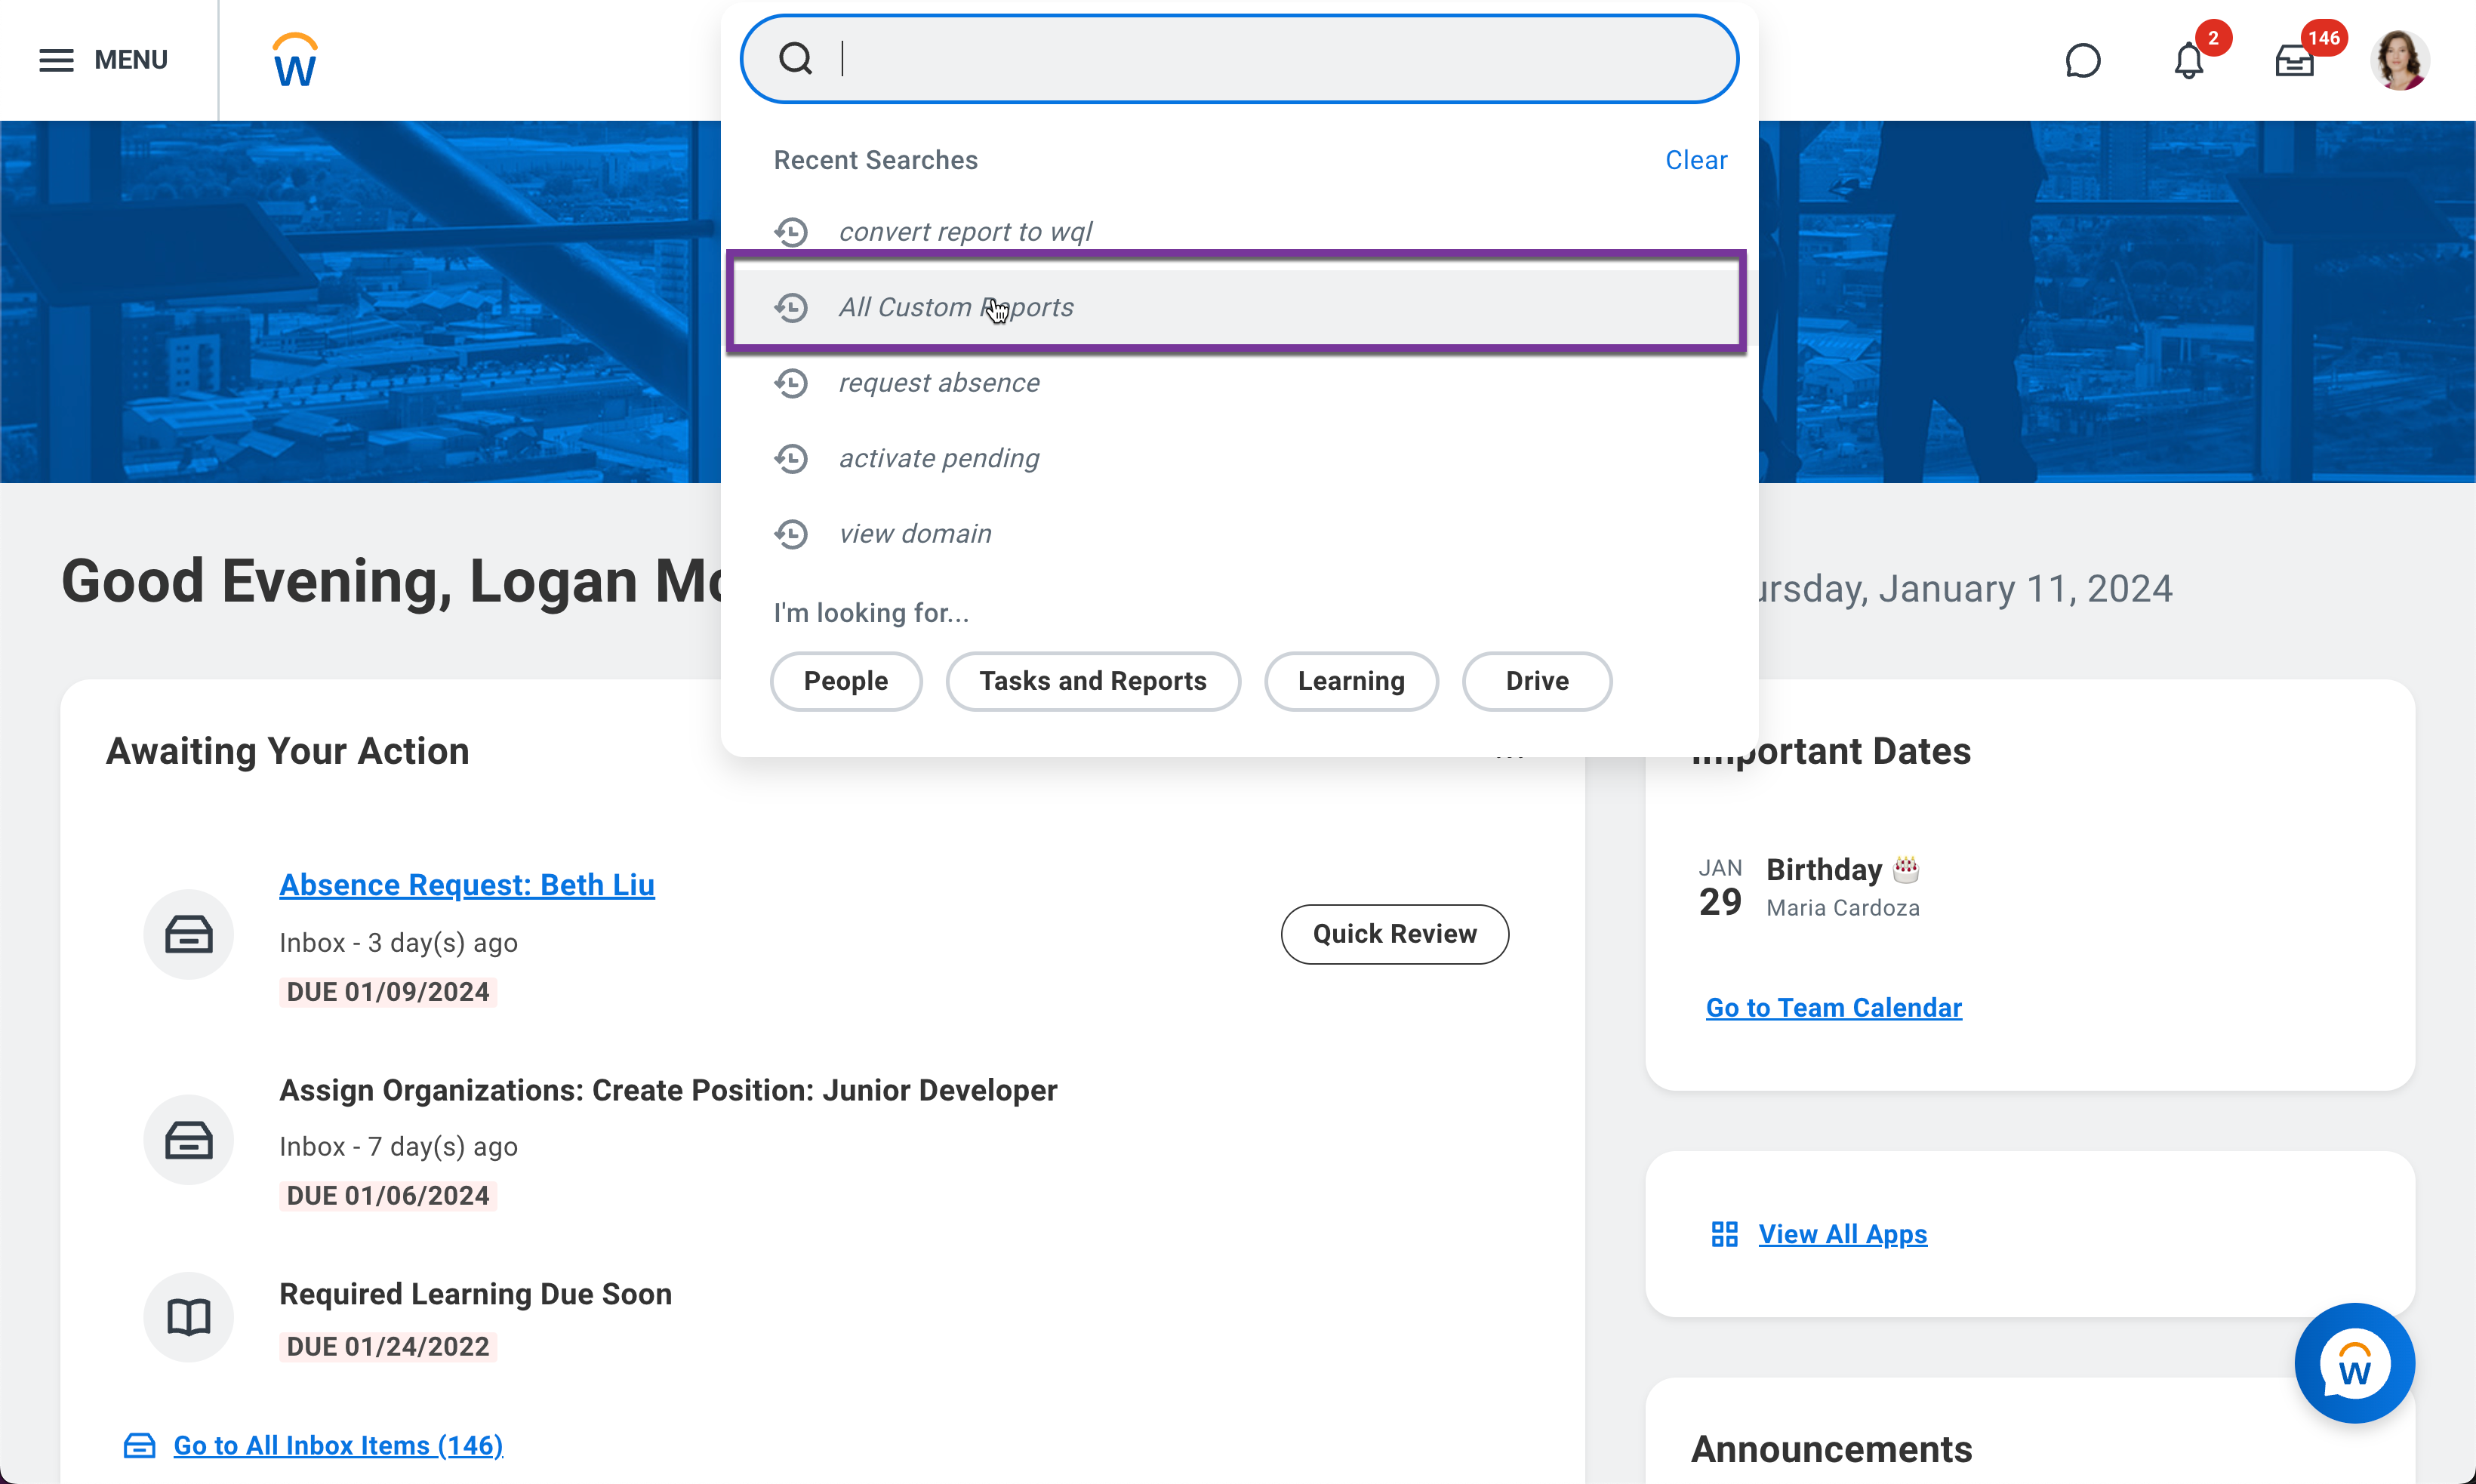 MENU
2
146
Recent Searches
Clear
convert report to wql
All Custom Reports
request absence
activate pending
view domain
Good Evening, Logan
January 11, 2024
I'm looking for...
People
Tasks and Reports
Learning
Drive
Awaiting Your Action
Important Dates
Absence Request: Beth Liu
Inbox - 3 day(s) ago
DUE 01/09/2024
Quick Review
JAN
29
Birthday
Maria Cardoza
Go to Team Calendar
Assign Organizations: Create Position: Junior Developer
Inbox - 7 day(s) ago
DUE 01/06/2024
View All Apps
Required Learning Due Soon
DUE 01/24/2022
Go to All Inbox Items (146)
Announcements